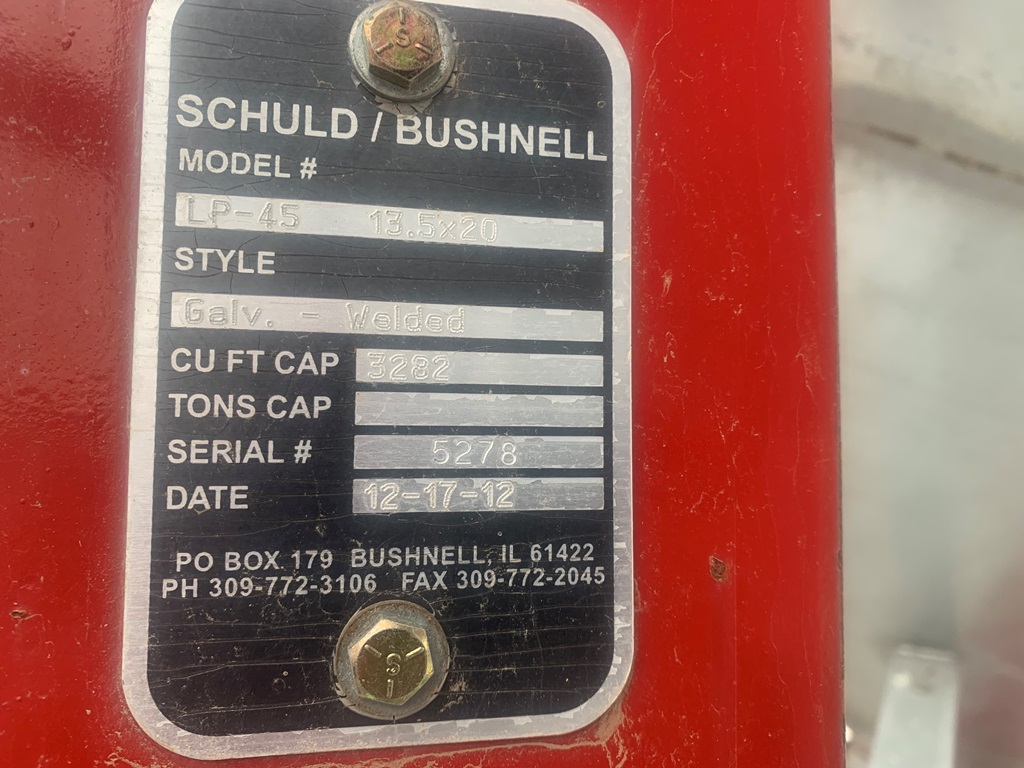 SCHULD / BUSHNELL
MODEL #
LP-45 13.5x20
STYLE
Galv. - Welded
CU FT CAP 3282
TONS CAP
SERIAL # 5278
DATE 12-17-12
PO BOX 179 BUSHNELL, IL 61422
PH 309-772-3106 FAX 309-772-2045
S
S